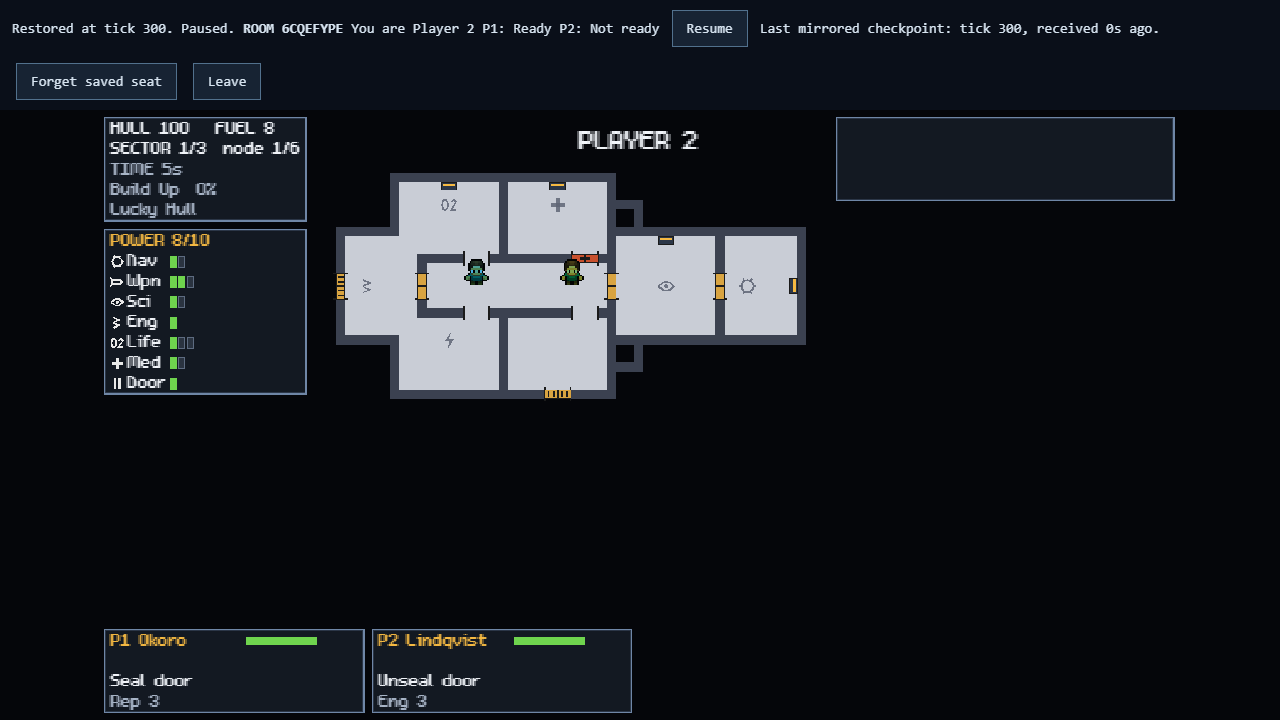 Restored at tick 300. Paused. ROOM 6CQEFYPE You are Player 2 P1: Ready P2: Not ready Resume Last mirrored checkpoint: tick 300, received 0s ago.
Forget saved seat Leave
HULL 100 FUEL 8
SECTOR 1/3 node 1/6
TIME 5s
Build Up 0%
Lucky Hull
PLAYER 2
POWER 8/10
Nav
Wpn
Sci
Eng
O2 Life
Med
Door
O2
P1 Okoro
Seal door
Rep 3
P2 Lindqvist
Unseal door
Eng 3